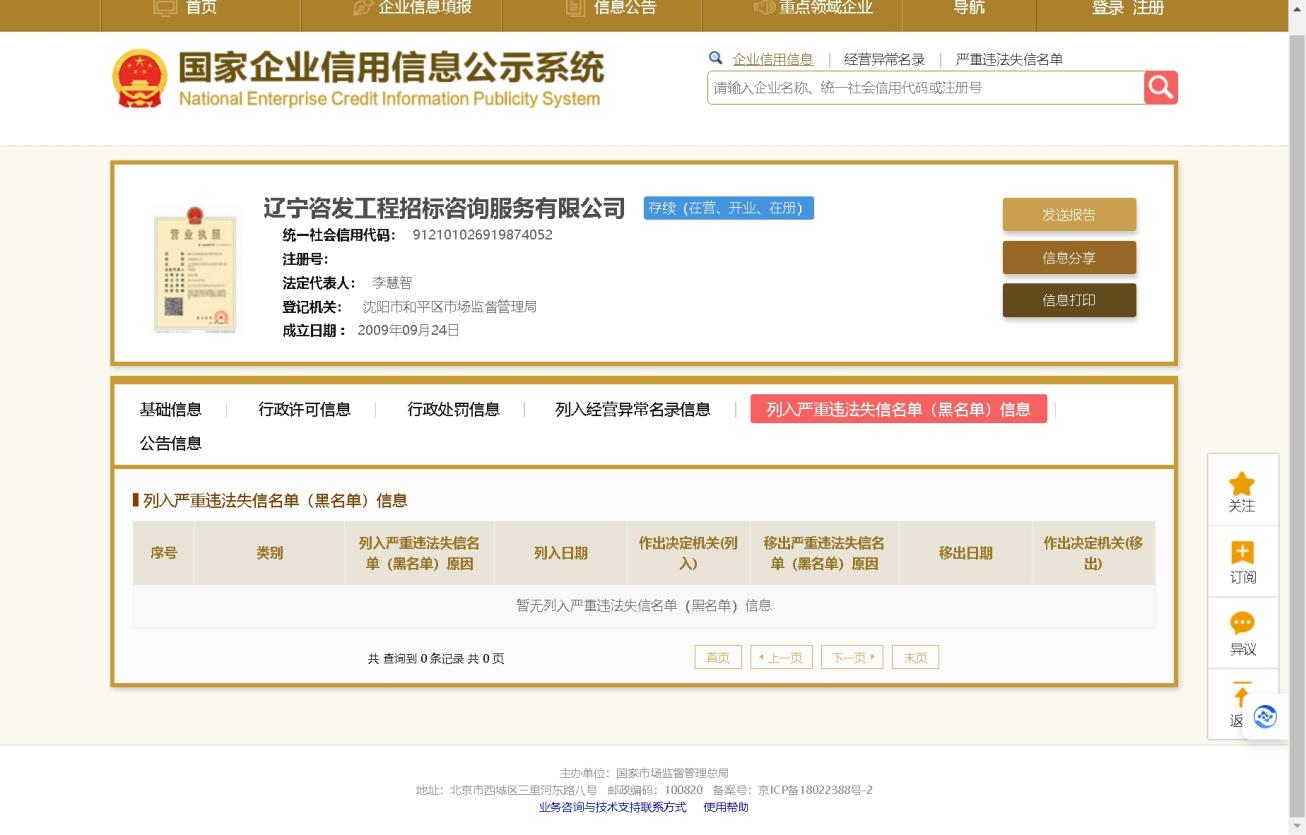 首页 企业信息填报 信息公告 重点领域企业 导航 登录 注册
国家企业信用信息公示系统
National Enterprise Credit Information Publicity System
企业信用信息 | 经营异常名录 | 严重违法失信名单
请输入企业名称、统一社会信用代码或注册号
营业执照
辽宁咨发工程招标咨询服务有限公司 存续（在营、开业、在册）
统一社会信用代码： 912101026919874052
注册号：
法定代表人： 李慧智
登记机关： 沈阳市和平区市场监督管理局
成立日期： 2009年09月24日
发送报告
信息分享
信息打印
基础信息 | 行政许可信息 | 行政处罚信息 | 列入经营异常名录信息 | 列入严重违法失信名单（黑名单）信息 |
公告信息
列入严重违法失信名单（黑名单）信息
序号 类别 列入严重违法失信名单（黑名单）原因 列入日期 作出决定机关(列入) 移出严重违法失信名单（黑名单）原因 移出日期 作出决定机关(移出)
暂无列入严重违法失信名单（黑名单）信息
共 查询到 0 条记录 共 0 页 首页 上一页 下一页 末页
关注
订阅
异议
返
主办单位：国家市场监督管理总局
地址：北京市西城区三里河东路八号 邮政编码：100820 备案号：京ICP备18022388号-2
业务咨询与技术支持联系方式 使用帮助